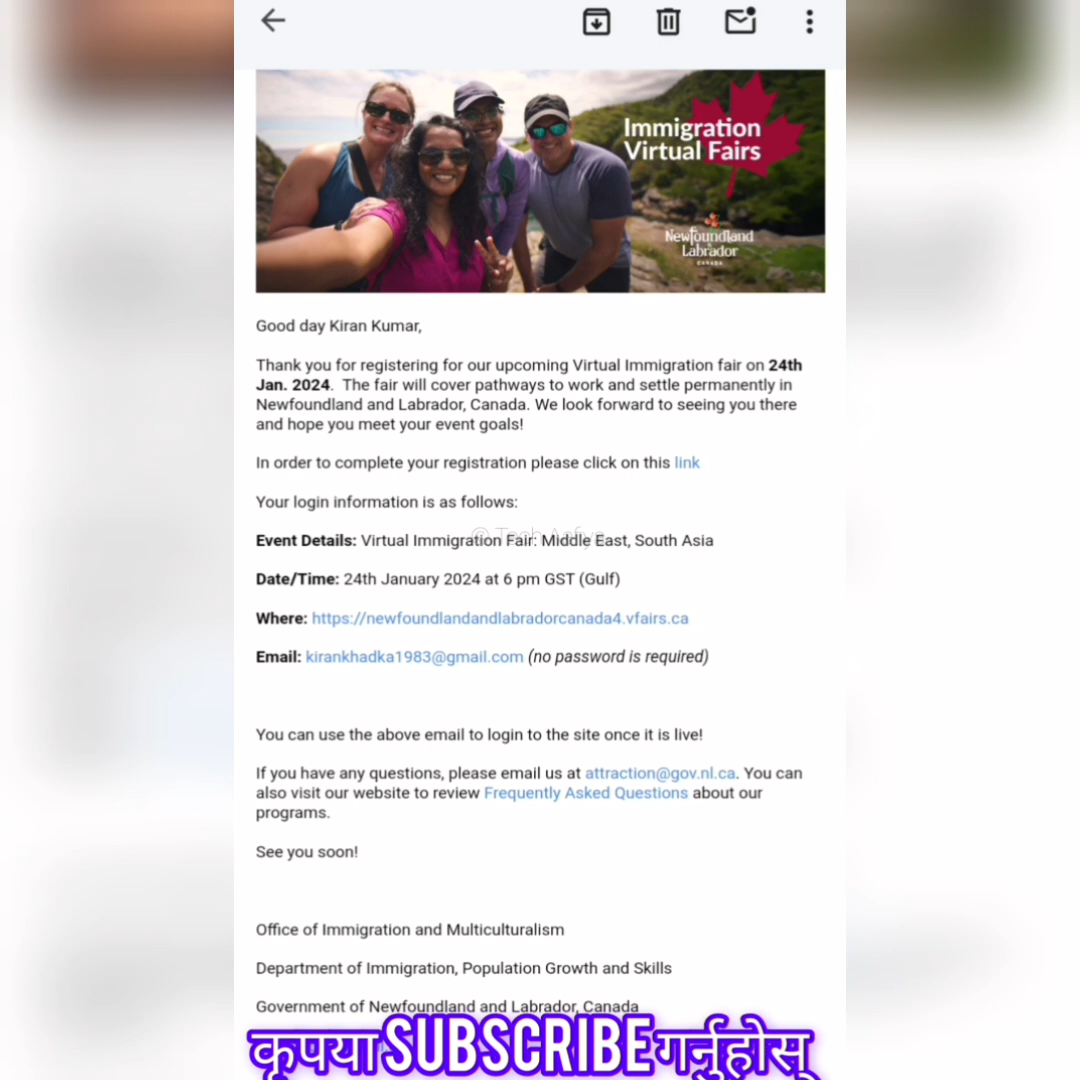 Immigration
Virtual Fairs
Newfoundland
Labrador
CANADA
Good day Kiran Kumar,
Thank you for registering for our upcoming Virtual Immigration fair on 24th
Jan. 2024. The fair will cover pathways to work and settle permanently in
Newfoundland and Labrador, Canada. We look forward to seeing you there
and hope you meet your event goals!
In order to complete your registration please click on this link
Your login information is as follows:
Event Details: Virtual Immigration Fair: Middle East, South Asia
Date/Time: 24th January 2024 at 6 pm GST (Gulf)
Where: https://newfoundlandandlabradorcanada4.vfairs.ca
Email: kirankhadka1983@gmail.com (no password is required)
You can use the above email to login to the site once it is live!
If you have any questions, please email us at attraction@gov.nl.ca. You can
also visit our website to review Frequently Asked Questions about our
programs.
See you soon!
Office of Immigration and Multiculturalism
Department of Immigration, Population Growth and Skills
Government of Newfoundland and Labrador, Canada
कृपया SUBSCRIBE गर्नुहोस्